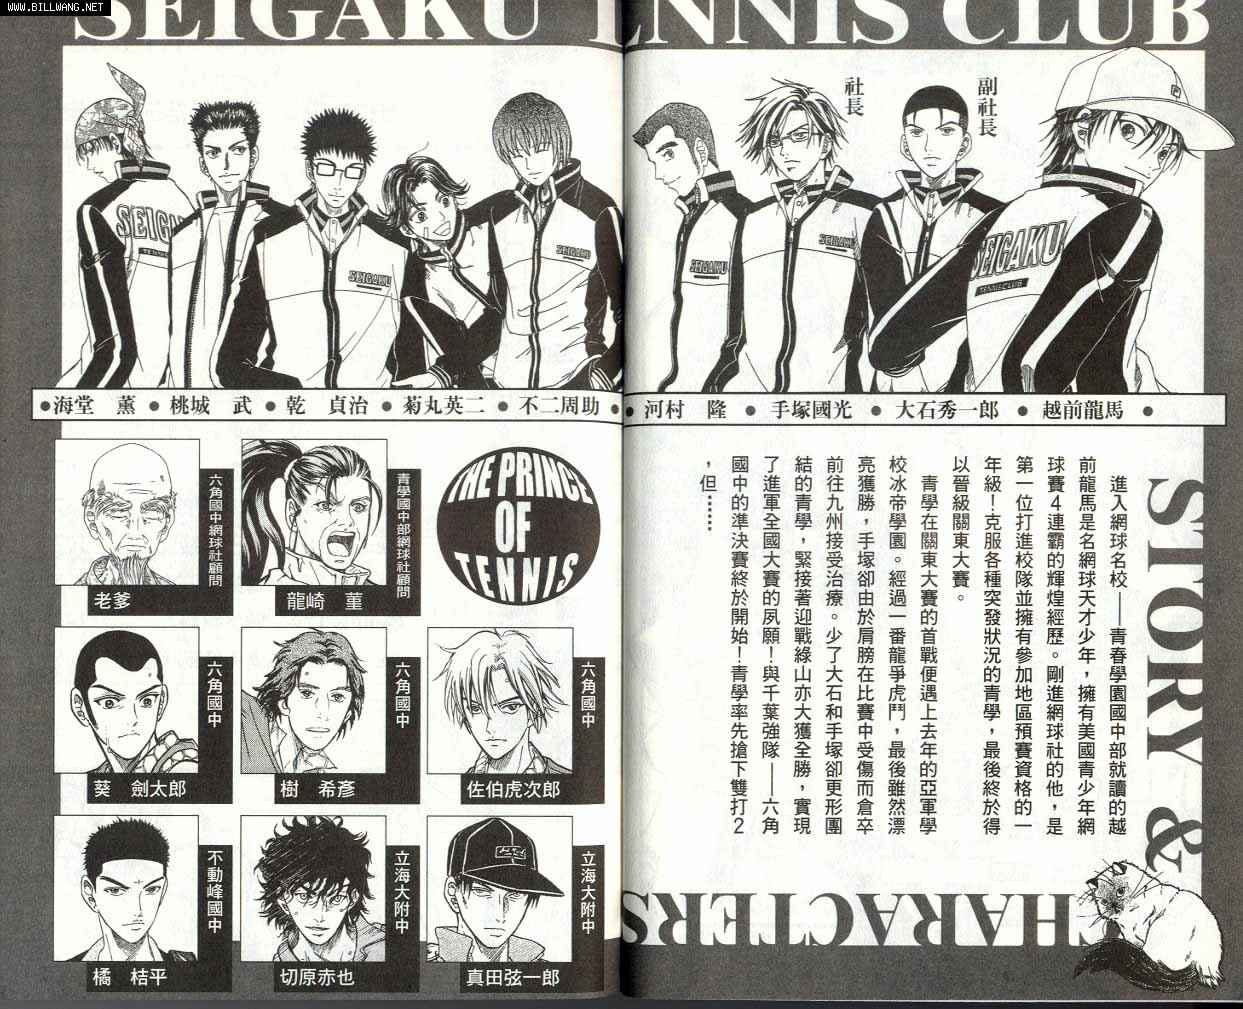 WWW.BILLWANG.NET
SEIGAKU TENNIS CLUB
社長
副社長
SEIGAKU
TENNIS
SEIGAKU
SEIGAKU
SEIGAKU
SEIGAKU
SEIGAKU
TENNIS CLUB
●海堂 薫 ●桃城 武 ●乾 貞治 ●菊丸英二 ●不二周助 ●
● 河村 隆 ● 手塚國光 ● 大石秀一郎 ● 越前龍馬 ●
STORY &
CHARACTERS
進入網球名校——青春學園國中部就讀的越
前龍馬是名網球天才少年，擁有美國青少年網
球賽4連霸的輝煌經歷。剛進網球社的他，是
第一位打進校隊並擁有參加地區預賽資格的一
年級！克服各種突發狀況的青學，最後終於得
以晉級關東大賽。
青學在關東大賽的首戰便遇上去年的亞軍學
校冰帝學園。經過一番龍爭虎鬥，最後雖然漂
亮獲勝，手塚卻由於肩膀在比賽中受傷而倉卒
前往九州接受治療。少了大石和手塚卻更形團
結的青學，緊接著迎戰綠山亦大獲全勝，實現
了進軍全國大賽的夙願！與千葉強隊——六角
國中的準決賽終於開始！青學率先搶下雙打2
，但……
THE PRINCE
OF
TENNIS
青學國中部網球社顧問
龍崎 菫
六角國中網球社顧問
老爹
六角國中
佐伯虎次郎
六角國中
樹 希彥
六角國中
葵 劍太郎
立海大附中
真田弦一郎
立海大附中
切原赤也
不動峰國中
橘 桔平